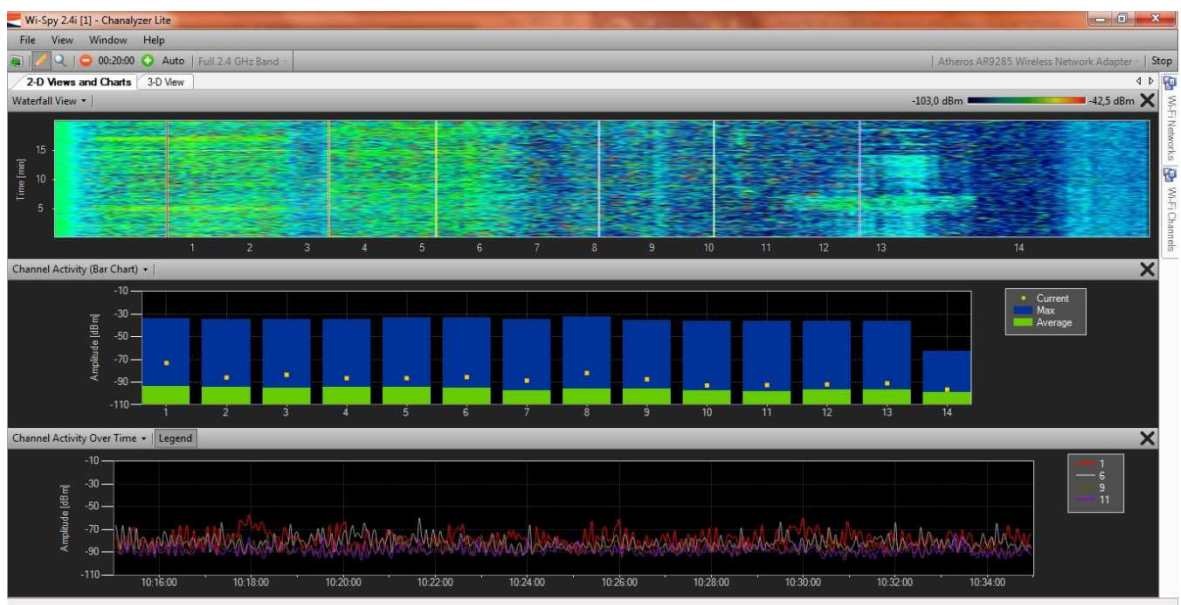 Wi-Spy 2.4i [1] - Chanalyzer Lite
File View Window Help
00:20:00 Auto Full 2.4 GHz Band Atheros AR9285 Wireless Network Adapter Stop
2-D Views and Charts 3-D View
Waterfall View -103,0 dBm -42,5 dBm
Wi-Fi Networks
Wi-Fi Channels
Time [min]
15
10
5
1 2 3 4 5 6 7 8 9 10 11 12 13 14
Channel Activity (Bar Chart)
Amplitude [dBm]
-10
-30
-50
-70
-90
-110
1 2 3 4 5 6 7 8 9 10 11 12 13 14
Current
Max
Average
Channel Activity Over Time Legend
Amplitude [dBm]
-10
-30
-50
-70
-90
-110
10:16:00 10:18:00 10:20:00 10:22:00 10:24:00 10:26:00 10:28:00 10:30:00 10:32:00 10:34:00
1
6
9
11